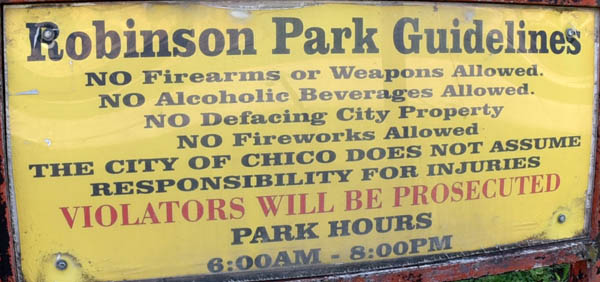 Robinson Park Guidelines
NO Firearms or Weapons Allowed.
NO Alcoholic Beverages Allowed.
NO Defacing City Property
NO Fireworks Allowed
THE CITY OF CHICO DOES NOT ASSUME
RESPONSIBILITY FOR INJURIES
VIOLATORS WILL BE PROSECUTED
PARK HOURS
6:00AM - 8:00PM